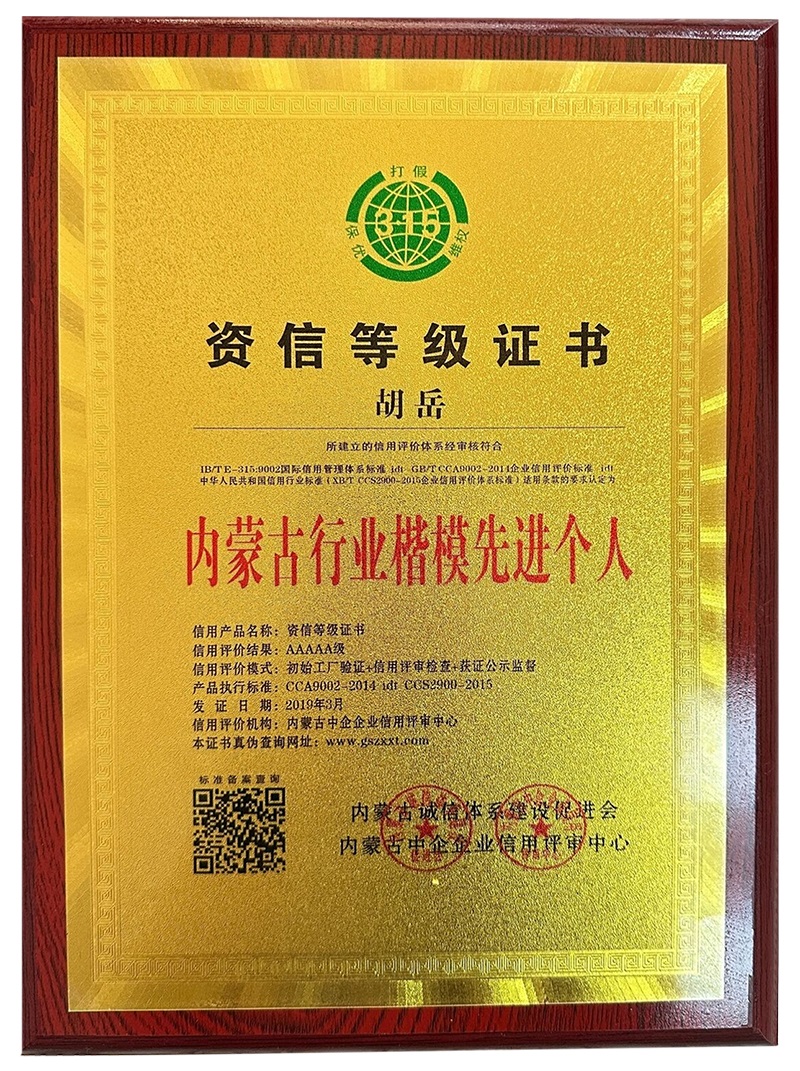 打假
保优
3·15
维权
资信等级证书
胡岳
所建立的信用评价体系经审核符合
IB/T E-315:9002国际信用管理体系标准 idt GB/T CCA9002-2014企业信用评价标准 idt
中华人民共和国信用行业标准（XB/T CCS2900-2015企业信用评价体系标准）适用条款的要求认定为
内蒙古行业楷模先进个人
信用产品名称：资信等级证书
信用评价结果：AAAAA级
信用评价模式：初始工厂验证+信用评审检查+获证公示监督
产品执行标准：CCA9002-2014 idt CCS2900-2015
发证日期：2019年3月
信用评价机构：内蒙古中企企业信用评审中心
本证书真伪查询网址：www.gszxxt.com
标准备案查询
内蒙古诚信体系建设促进会
内蒙古中企企业信用评审中心